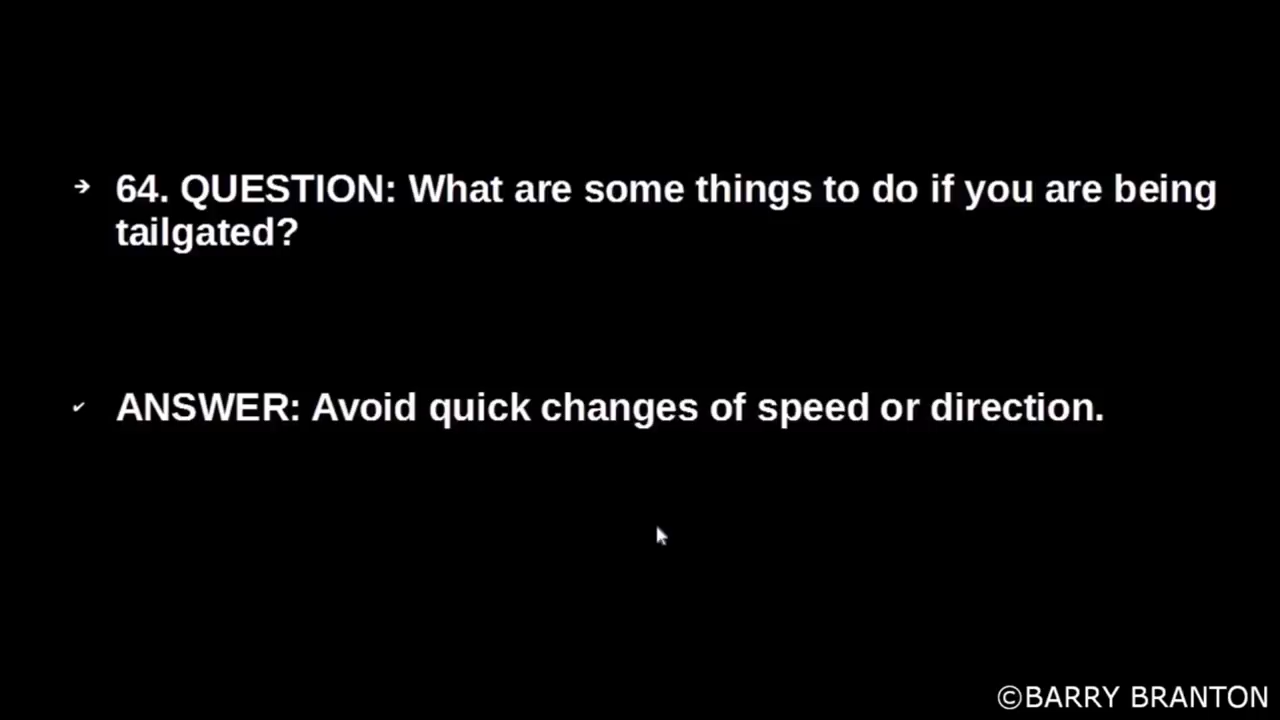 ➔ 64. QUESTION: What are some things to do if you are being
tailgated?
✔ ANSWER: Avoid quick changes of speed or direction.
©BARRY BRANTON